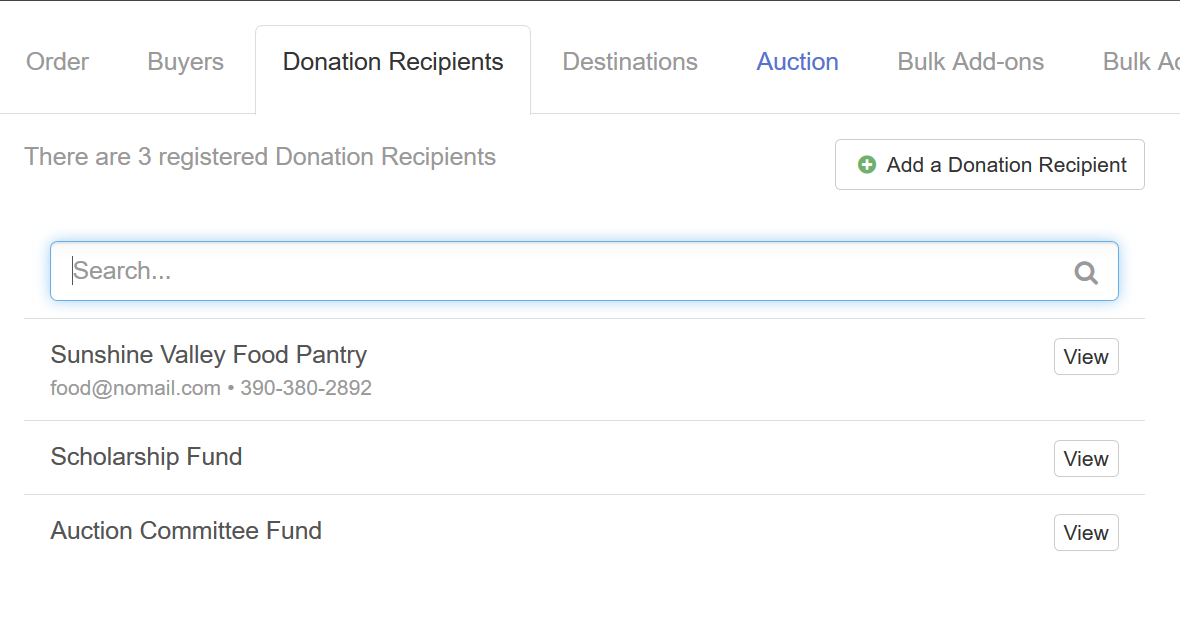 Order Buyers Donation Recipients Destinations Auction Bulk Add-ons Bulk
There are 3 registered Donation Recipients
Add a Donation Recipient
Search...
Sunshine Valley Food Pantry
View
food@nomail.com • 390-380-2892
Scholarship Fund
View
Auction Committee Fund
View